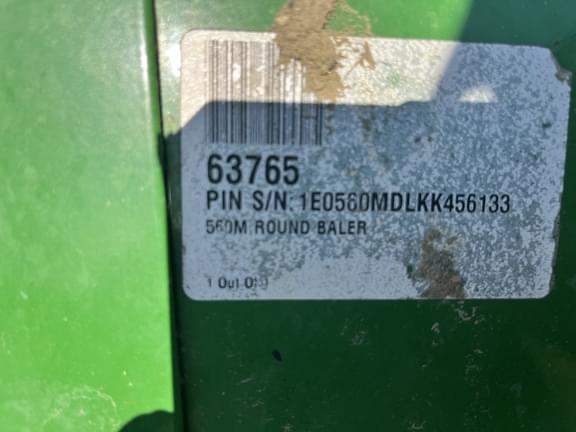 63765
PIN S/N: 1E0560MDLKK456133
560M ROUND BALER
1 Out Of